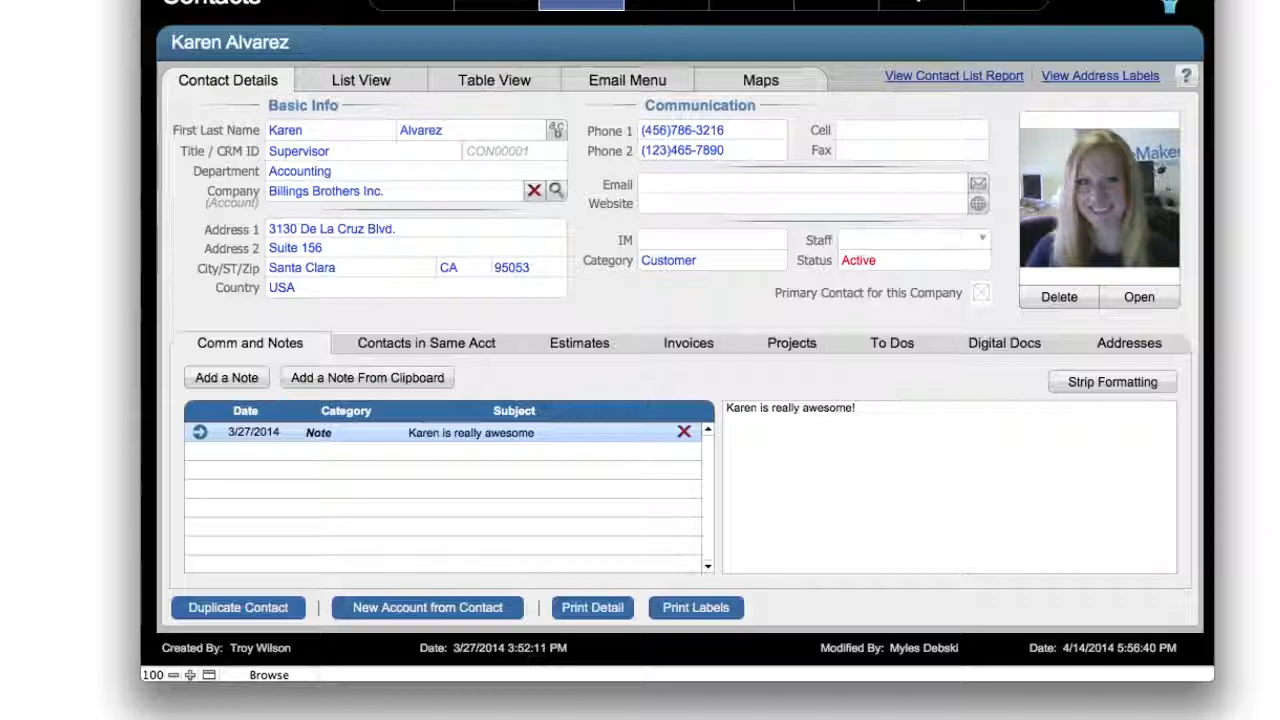 Contacts
Karen Alvarez
Contact Details List View Table View Email Menu Maps View Contact List Report View Address Labels ?
Basic Info Communication
First Last Name Karen Alvarez Phone 1 (456)786-3216 Cell
Title / CRM ID Supervisor CON00001 Phone 2 (123)465-7890 Fax
Department Accounting
Company Billings Brothers Inc. Email
(Account) Website
Address 1 3130 De La Cruz Blvd.
Address 2 Suite 156 IM Staff
City/ST/Zip Santa Clara CA 95053 Category Customer Status Active
Country USA Primary Contact for this Company
Delete Open
Comm and Notes Contacts in Same Acct Estimates Invoices Projects To Dos Digital Docs Addresses
Add a Note Add a Note From Clipboard Strip Formatting
Date Category Subject Karen is really awesome!
3/27/2014 Note Karen is really awesome
Duplicate Contact | New Account from Contact | Print Detail Print Labels
Created By: Troy Wilson Date: 3/27/2014 3:52:11 PM Modified By: Myles Debski Date: 4/14/2014 5:56:40 PM
100 Browse